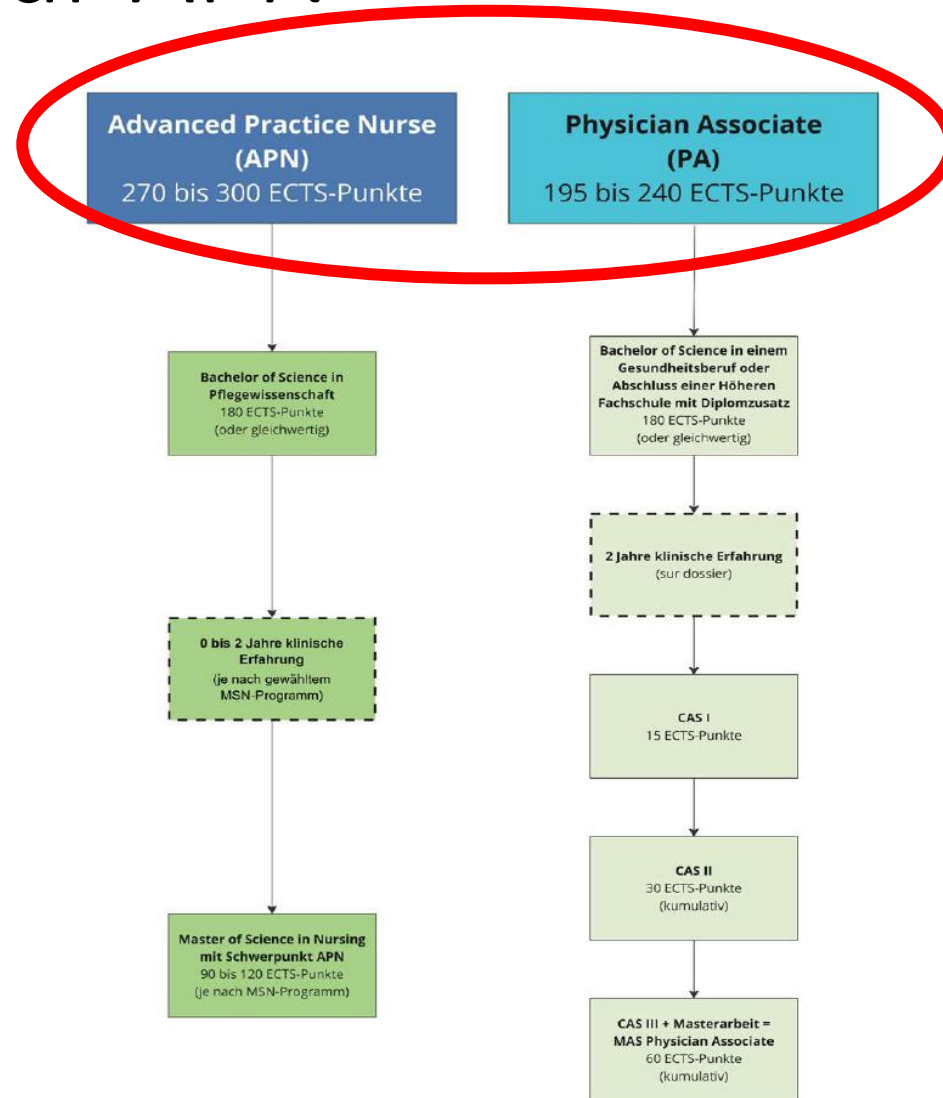 Advanced Practice Nurse
(APN)
270 bis 300 ECTS-Punkte
Physician Associate
(PA)
195 bis 240 ECTS-Punkte
Bachelor of Science in
Pflegewissenschaft
180 ECTS-Punkte
(oder gleichwertig)
Bachelor of Science in einem
Gesundheitsberuf oder
Abschluss einer Höheren
Fachschule mit Diplomzusatz
180 ECTS-Punkte
(oder gleichwertig)
2 Jahre klinische Erfahrung
(sur dossier)
0 bis 2 Jahre klinische
Erfahrung
(je nach gewähltem
MSN-Programm)
CAS I
15 ECTS-Punkte
CAS II
30 ECTS-Punkte
(kumulativ)
Master of Science in Nursing
mit Schwerpunkt APN
90 bis 120 ECTS-Punkte
(je nach MSN-Programm)
CAS III + Masterarbeit =
MAS Physician Associate
60 ECTS-Punkte
(kumulativ)